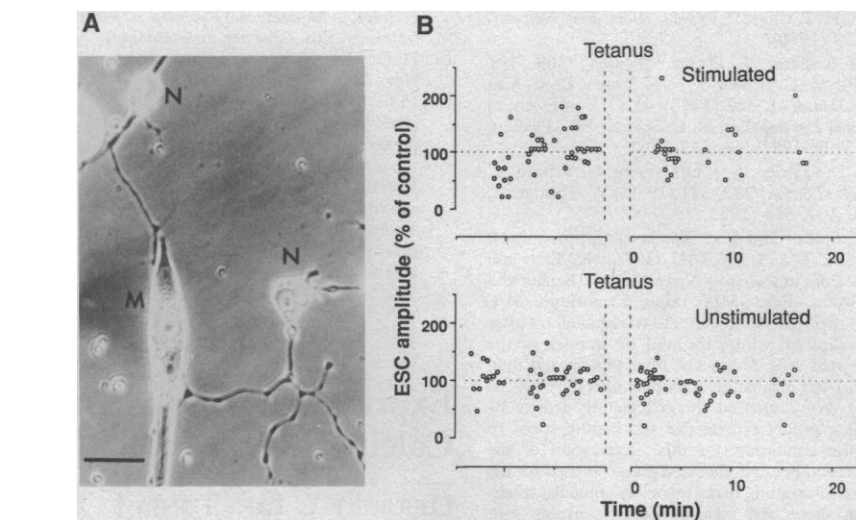 A
N
N
M
B
Tetanus
Stimulated
200
100
0
0
10
20
ESC amplitude (% of control)
Tetanus
Unstimulated
200
100
0
0
10
20
Time (min)